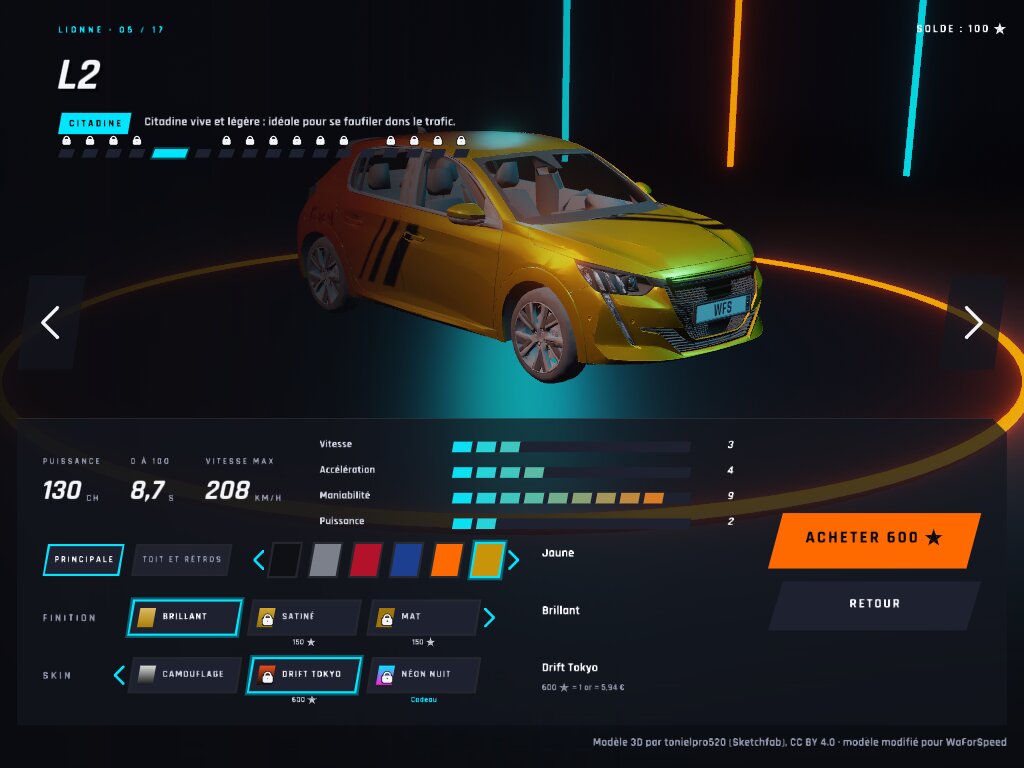 LIONNE · 05 / 17
SOLDE : 100 ★
L2
CITADINE
Citadine vive et légère : idéale pour se faufiler dans le trafic.
WFS
PUISSANCE
130 CH
0 À 100
8,7 S
VITESSE MAX
208 KM/H
Vitesse 3
Accélération 4
Maniabilité 9
Puissance 2
ACHETER 600 ★
RETOUR
PRINCIPALE
TOIT ET RÉTROS
Jaune
FINITION
BRILLANT
SATINÉ
150 ★
MAT
150 ★
Brillant
SKIN
CAMOUFLAGE
DRIFT TOKYO
600 ★
NÉON NUIT
Cadeau
Drift Tokyo
600 ★ = 1 or = 5,94 €
Modèle 3D par tonielpro520 (Sketchfab), CC BY 4.0 · modèle modifié pour WaForSpeed